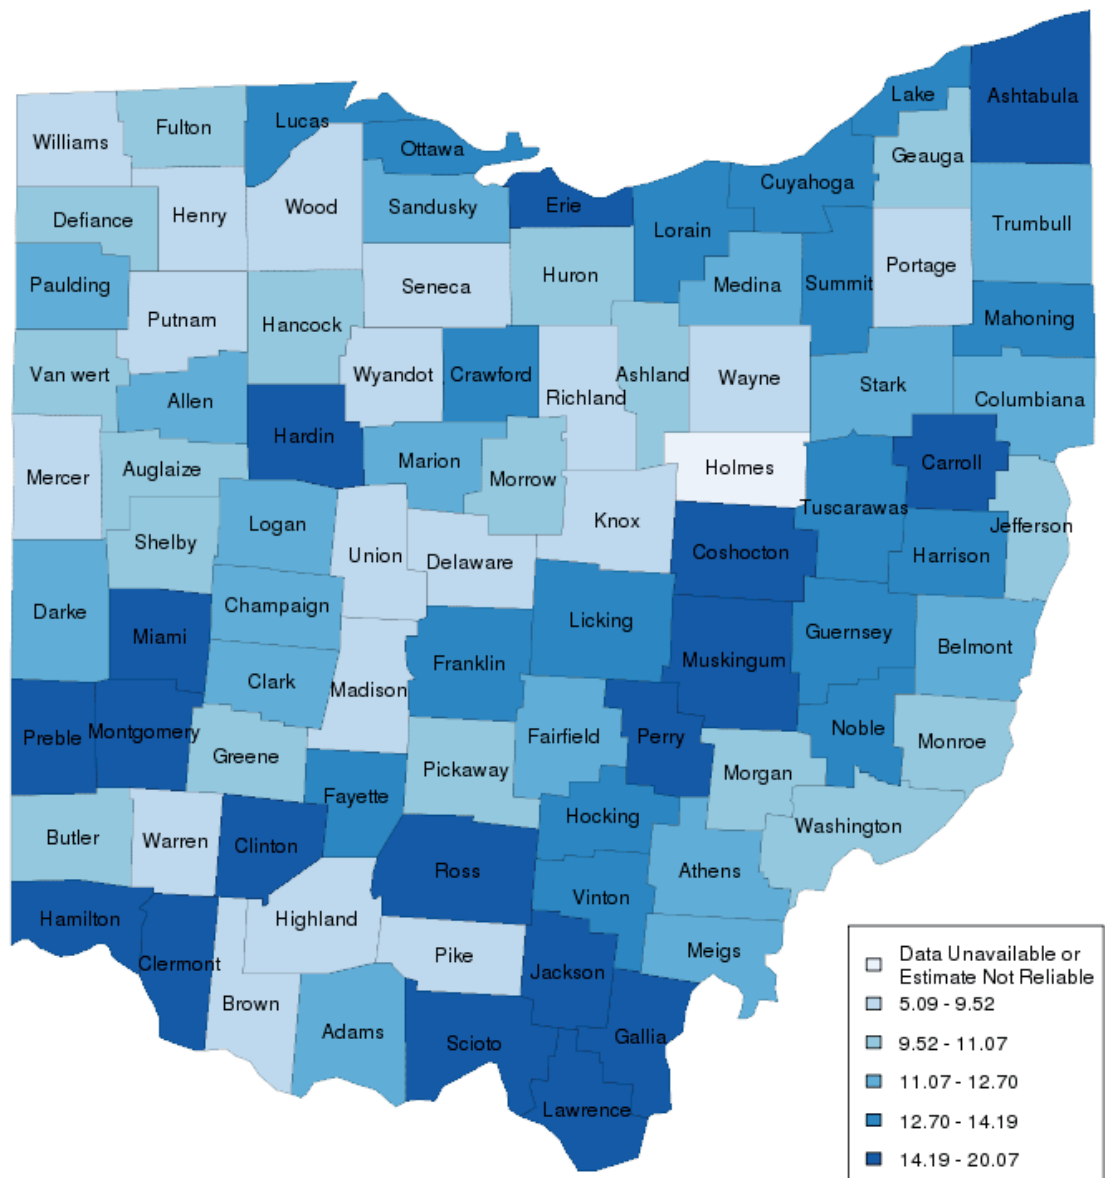 Lake
Ashtabula
Williams
Fulton
Lucas
Ottawa
Geauga
Cuyahoga
Defiance
Henry
Wood
Sandusky
Erie
Lorain
Trumbull
Paulding
Seneca
Huron
Medina
Summit
Portage
Putnam
Hancock
Mahoning
Van wert
Wyandot
Crawford
Richland
Ashland
Wayne
Stark
Columbiana
Allen
Hardin
Mercer
Auglaize
Marion
Morrow
Holmes
Carroll
Shelby
Logan
Union
Delaware
Knox
Coshocton
Tuscarawas
Harrison
Jefferson
Darke
Miami
Champaign
Licking
Muskingum
Guernsey
Belmont
Clark
Madison
Franklin
Preble
Montgomery
Greene
Fairfield
Perry
Noble
Monroe
Pickaway
Morgan
Fayette
Hocking
Washington
Butler
Warren
Clinton
Ross
Vinton
Athens
Hamilton
Highland
Clermont
Pike
Jackson
Meigs
Brown
Adams
Scioto
Gallia
Lawrence
Data Unavailable or
Estimate Not Reliable
5.09 - 9.52
9.52 - 11.07
11.07 - 12.70
12.70 - 14.19
14.19 - 20.07